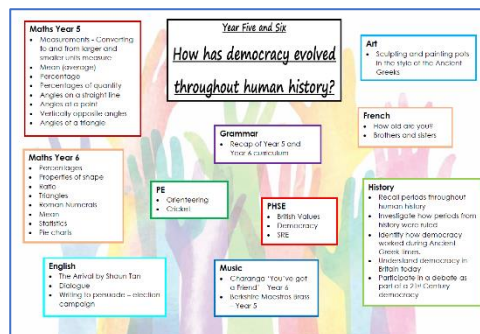 Year Five and Six
How has democracy evolved
throughout human history?
Maths Year 5
Measurements - Converting
to and from larger and
smaller units measure
Mean (average)
Percentage
Percentages of quantity
Angles on a straight line
Angles at a point
Vertically opposite angles
Angles of a triangle
Art
Sculpting and painting pots
in the style of the Ancient
Greeks
French
How old are you?
Brothers and sisters
Grammar
Recap of Year 5 and
Year 6 curriculum
Maths Year 6
Percentages
Properties of shape
Ratio
Triangles
Roman Numerals
Mean
Statistics
Pie charts
PE
Orienteering
Cricket
PHSE
British Values
Democracy
SRE
History
Recall periods throughout
human history
Investigate how periods from
history were ruled
Identify how democracy
worked during Ancient
Greek times.
Understand democracy in
Britain today
Participate in a debate as
part of a 21st Century
democracy
English
The Arrival by Shaun Tan
Dialogue
Writing to persuade – election
campaign
Music
Charanga "You've got
a Friend" Year 6
Berkshire Maestros Brass -
Year 5